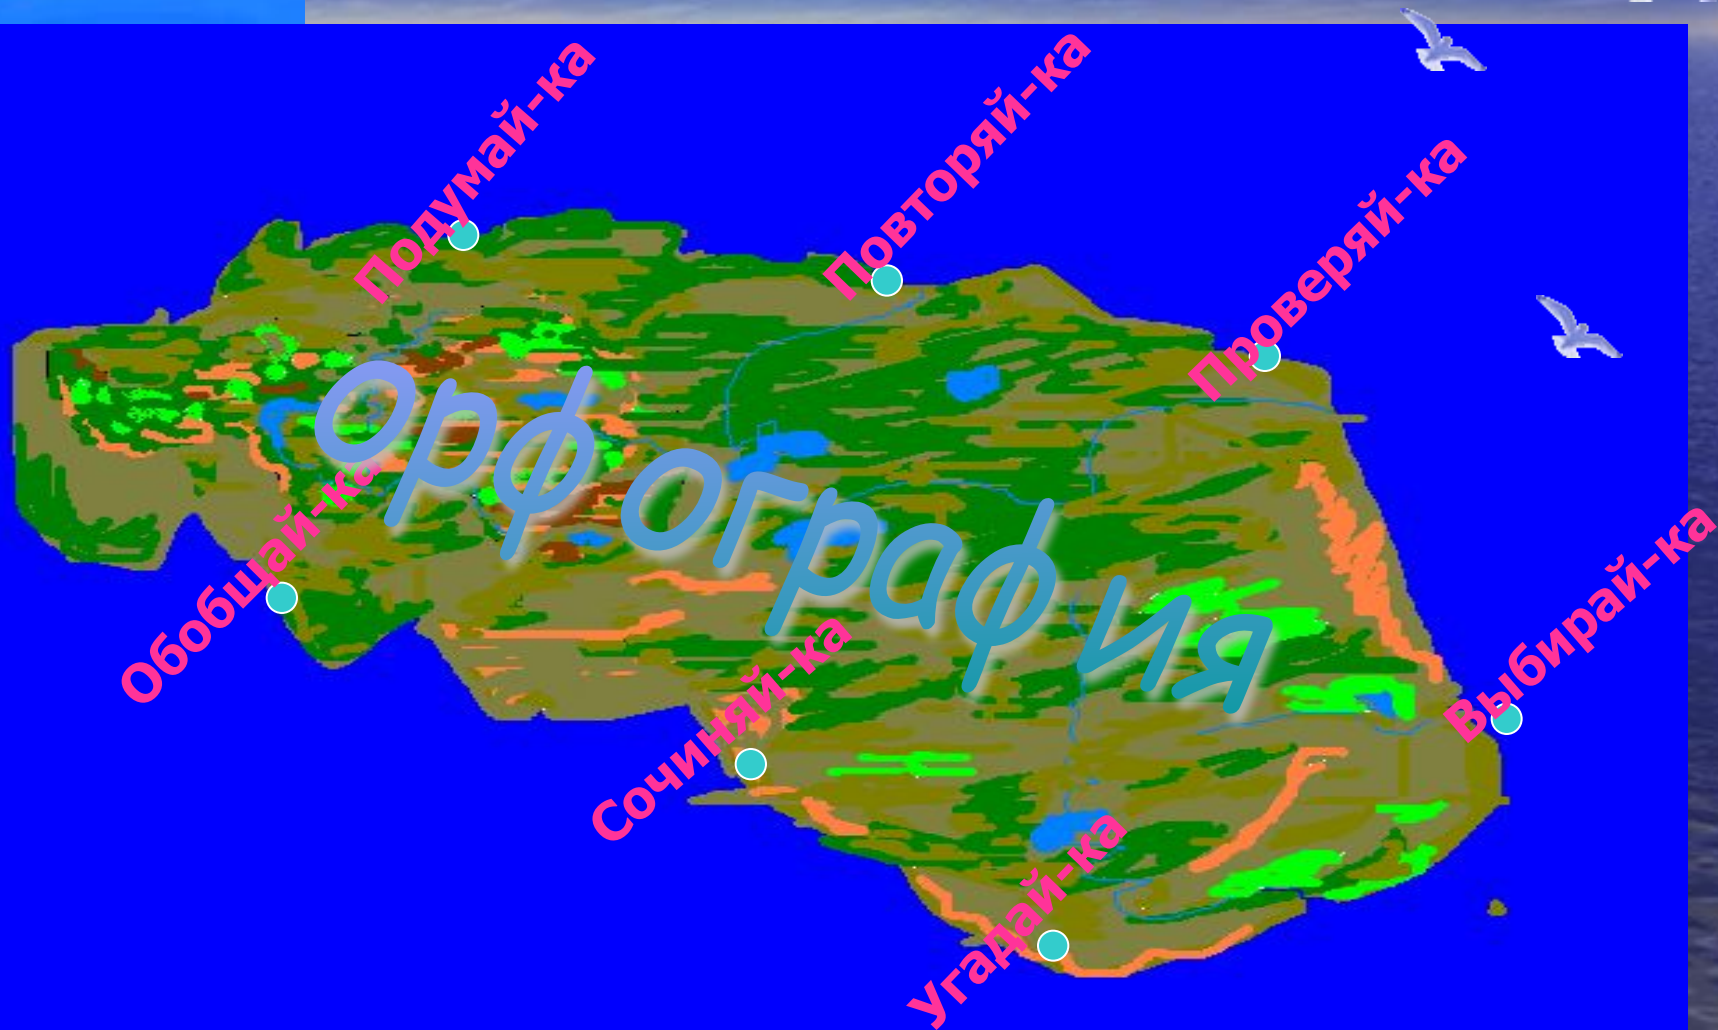 Подумай-ка
Повторяй-ка
Проверяй-ка
орфография
Обобщай-ка
Выбирай-ка
Сочиняй-ка
Угадай-ка